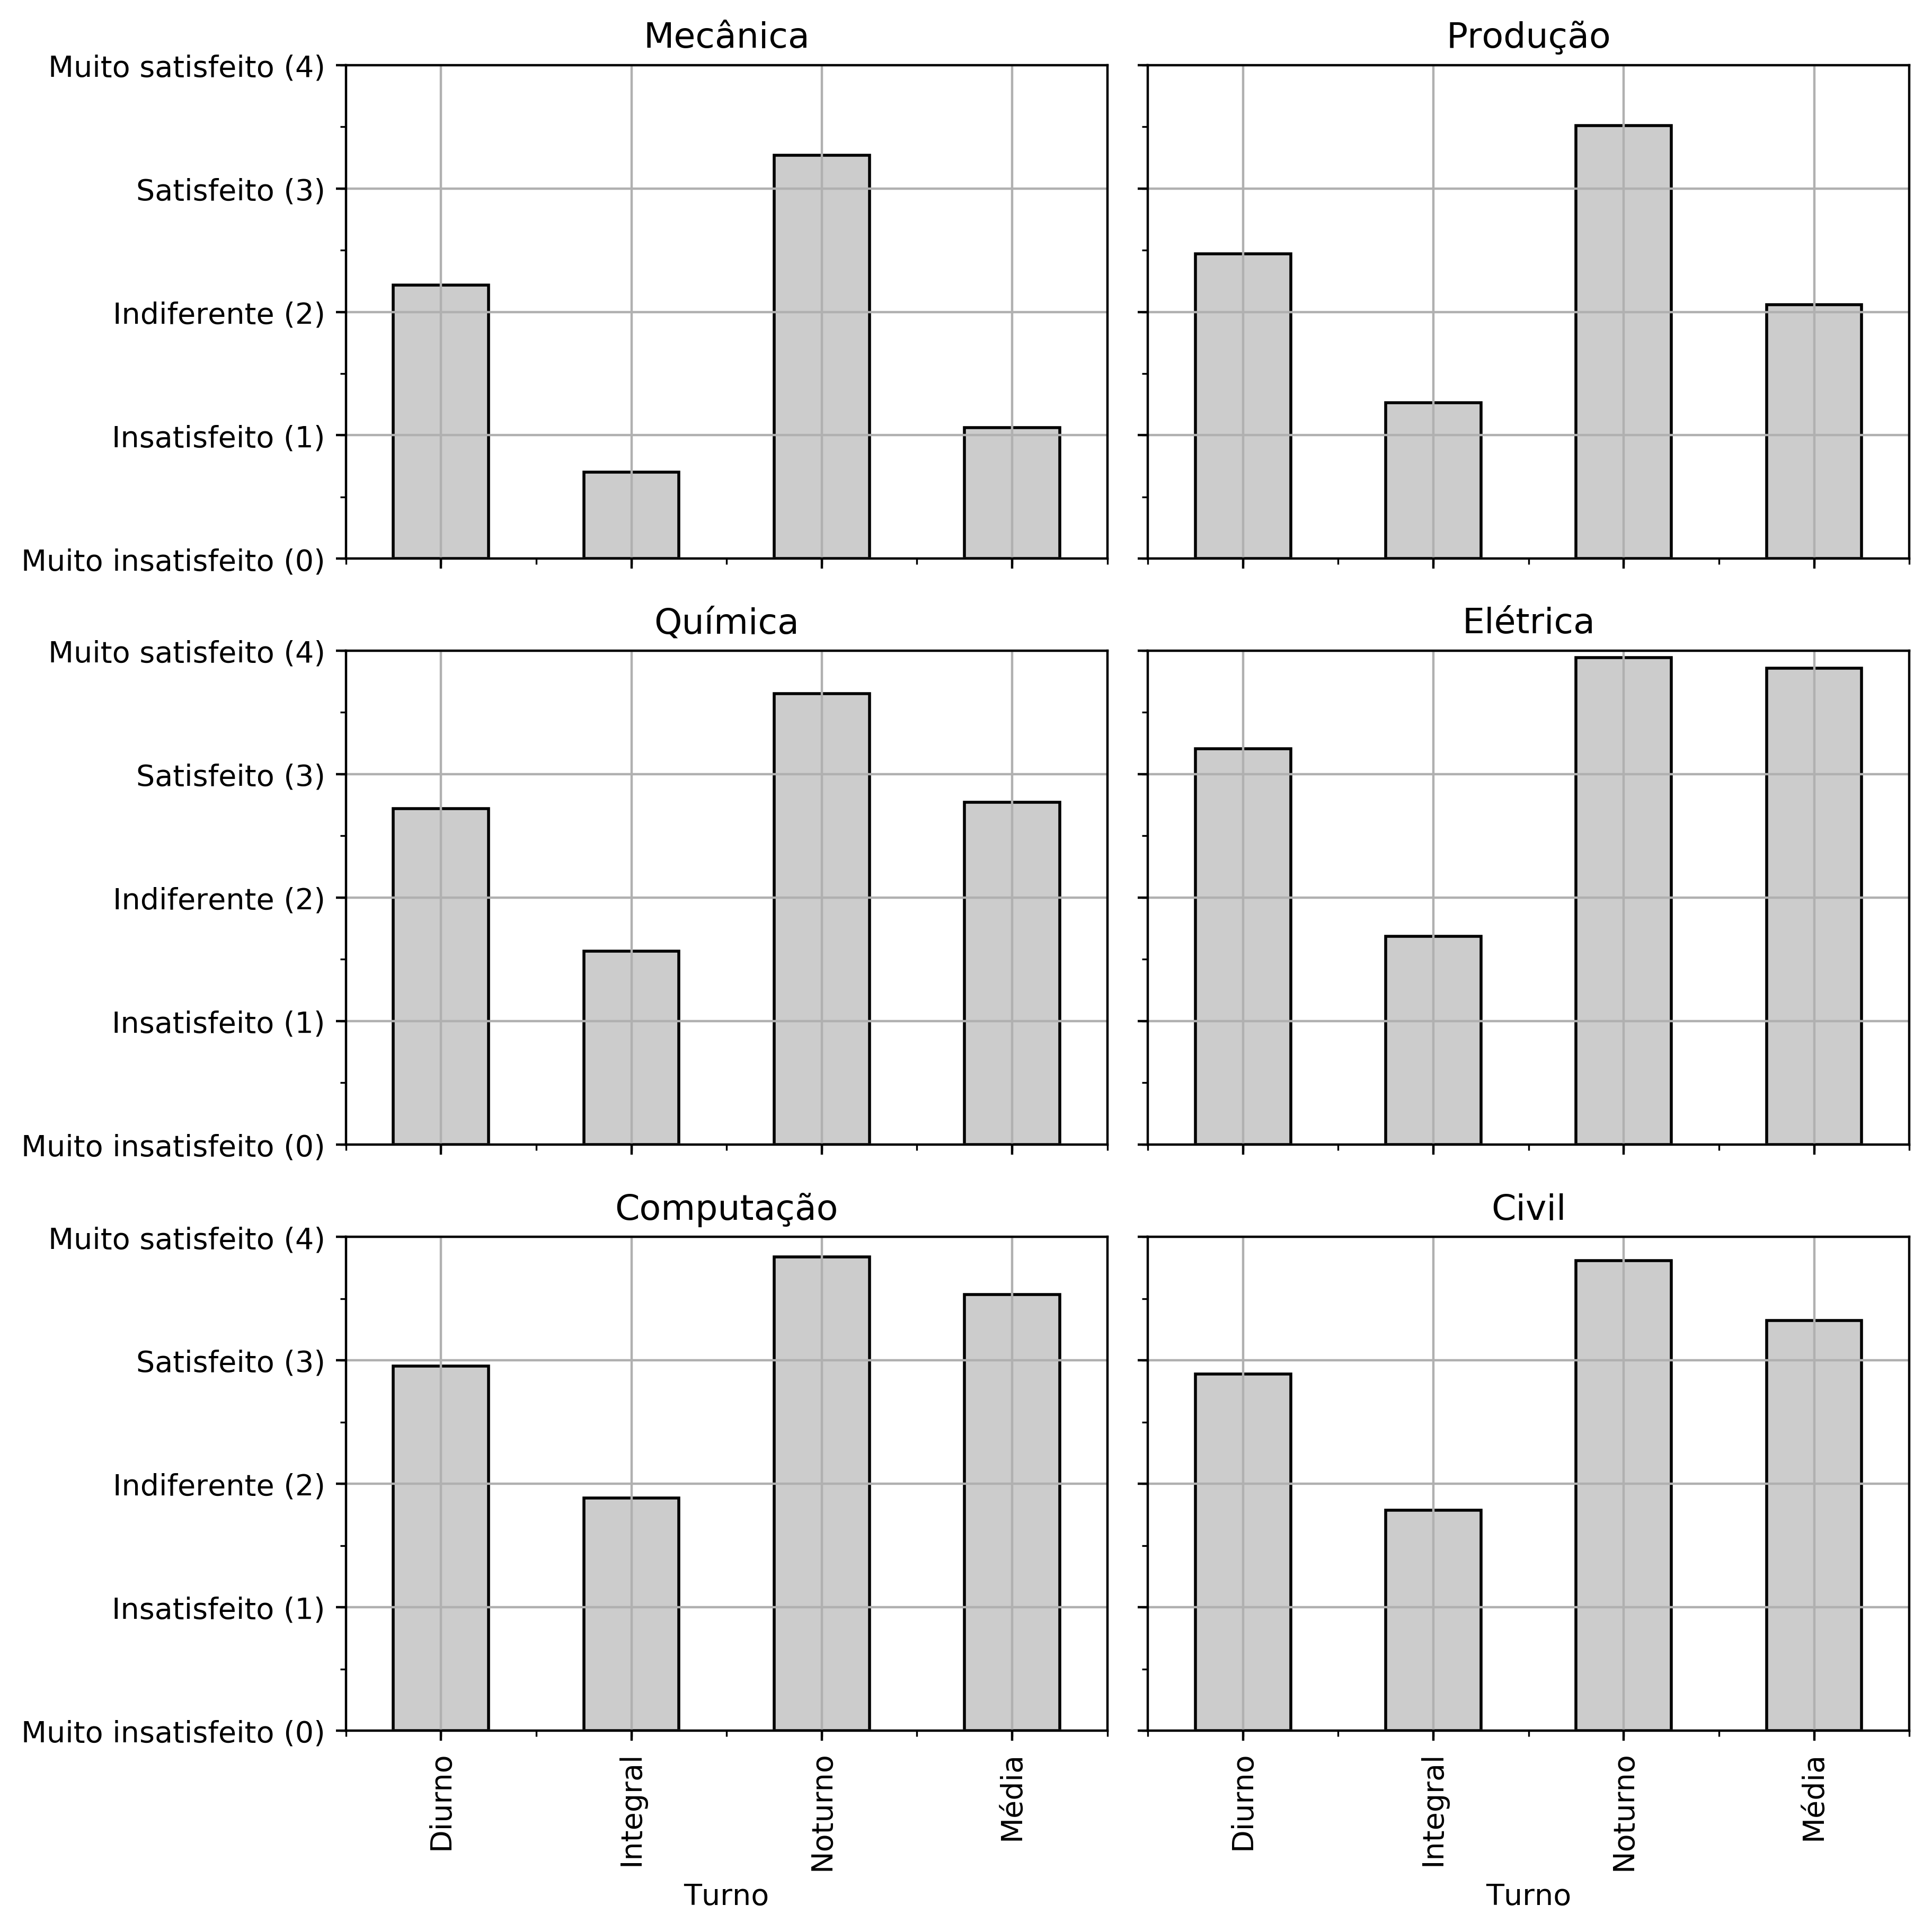 Mecânica
Produção
Muito satisfeito (4)
Satisfeito (3)
Indiferente (2)
Insatisfeito (1)
Muito insatisfeito (0)
Química
Elétrica
Muito satisfeito (4)
Satisfeito (3)
Indiferente (2)
Insatisfeito (1)
Muito insatisfeito (0)
Computação
Civil
Muito satisfeito (4)
Satisfeito (3)
Indiferente (2)
Insatisfeito (1)
Muito insatisfeito (0)
Diurno
Integral
Noturno
Média
Diurno
Integral
Noturno
Média
Turno
Turno